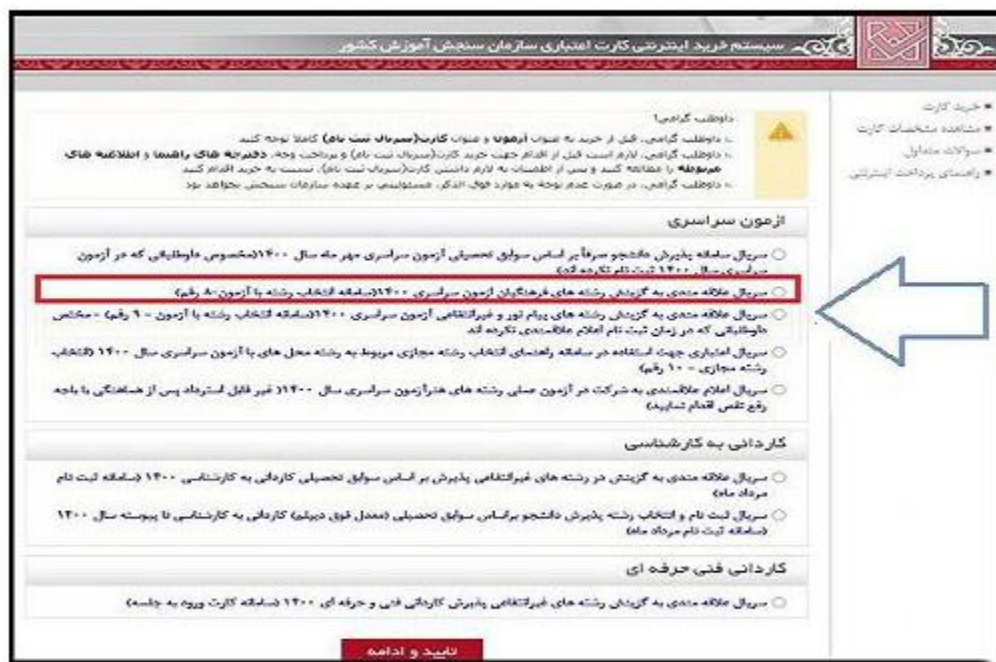 سیستم خرید اینترنتی کارت اعتباری سازمان سنجش آموزش کشور
خرید کارت
مشاهده مشخصات کارت
سوالات متداول
راهنمای پرداخت اینترنتی
داوطلب گرامی!
داوطلب گرامی، قبل از خرید به عنوان آزمون و عنوان کارت(سریال ثبت نام) کاملا توجه کنید
داوطلب گرامی، لازم است قبل از اقدام جهت خرید کارت(سریال ثبت نام) و پرداخت وجه، دفترچه های راهنما و اطلاعیه های
مربوطه را مطالعه کنید و پس از اطمینان به لازم داشتن کارت(سریال ثبت نام)، نسبت به خرید اقدام کنید
داوطلب گرامی، در صورت عدم توجه به موارد فوق الذکر، مسئولیتی بر عهده سازمان سنجش نخواهد بود
آزمون سراسری
سریال سامانه پذیرش دانشجو صرفاً بر اساس سوابق تحصیلی آزمون سراسری مهر ماه سال ۱۴۰۰(مخصوص داوطلبانی که در آزمون
سراسری سال ۱۴۰۰ ثبت نام نکرده اند)
سریال علاقه مندی به گزینش رشته های فرهنگیان آزمون سراسری ۱۴۰۰(سامانه انتخاب رشته با آزمون-۸ رقم)
سریال علاقه مندی به گزینش رشته های پیام نور و غیرانتفاعی آزمون سراسری ۱۴۰۰(سامانه انتخاب رشته با آزمون - ۹ رقم) - مختص
داوطلبانی که در زمان ثبت نام اعلام علاقمندی نکرده اند
سریال اعتباری جهت استفاده در سامانه راهنمای انتخاب رشته مجازی مربوط به رشته محل های با آزمون سراسری سال ۱۴۰۰ (انتخاب
رشته مجازی - ۱۰ رقم)
سریال اعلام علاقمندی به شرکت در آزمون عملی رشته های هنرآزمون سراسری سال ۱۴۰۰( غیر قابل استرداد پس از هماهنگی با باجه
رفع نقص اقدام نمایید)
کاردانی به کارشناسی
سریال علاقه مندی به گزینش در رشته های غیرانتفاعی پذیرش بر اساس سوابق تحصیلی کاردانی به کارشناسی ۱۴۰۰ (سامانه ثبت نام
مرداد ماه)
سریال ثبت نام و انتخاب رشته پذیرش دانشجو براساس سوابق تحصیلی (معدل فوق دیپلم) کاردانی به کارشناسی نا پیوسته سال ۱۴۰۰
(سامانه ثبت نام مرداد ماه)
کاردانی فنی حرفه ای
سریال علاقه مندی به گزینش رشته های غیرانتفاعی پذیرش کاردانی فنی و حرفه ای ۱۴۰۰ (سامانه کارت ورود به جلسه)
تایید و ادامه